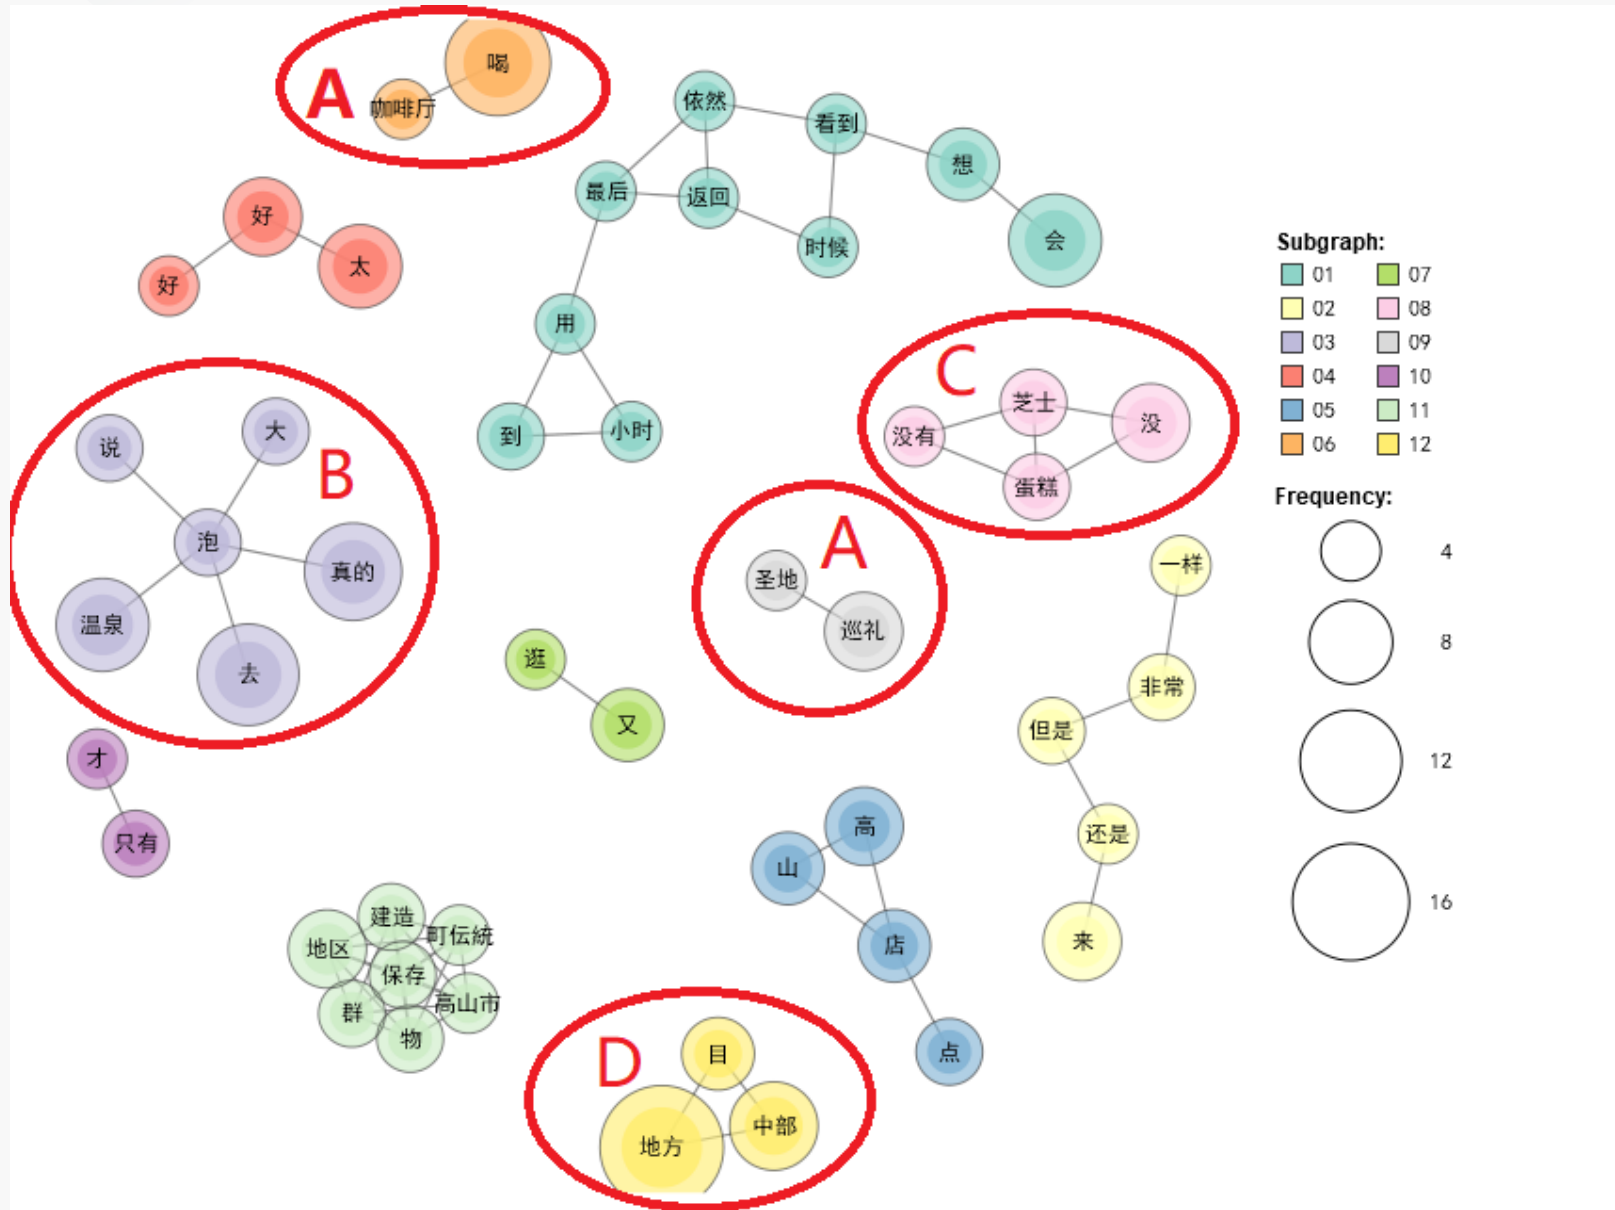 A
喝
咖啡厅
依然
看到
想
会
最后
返回
时候
好
太
好
用
到
小时
C
没有
芝士
没
蛋糕
B
说
大
泡
真的
温泉
去
A
圣地
巡礼
逛
又
一样
非常
但是
还是
来
才
只有
高
山
店
点
建造
町伝統
地区
保存
群
高山市
物
D
目
中部
地方
Subgraph:
01 07
02 08
03 09
04 10
05 11
06 12
Frequency:
4
8
12
16